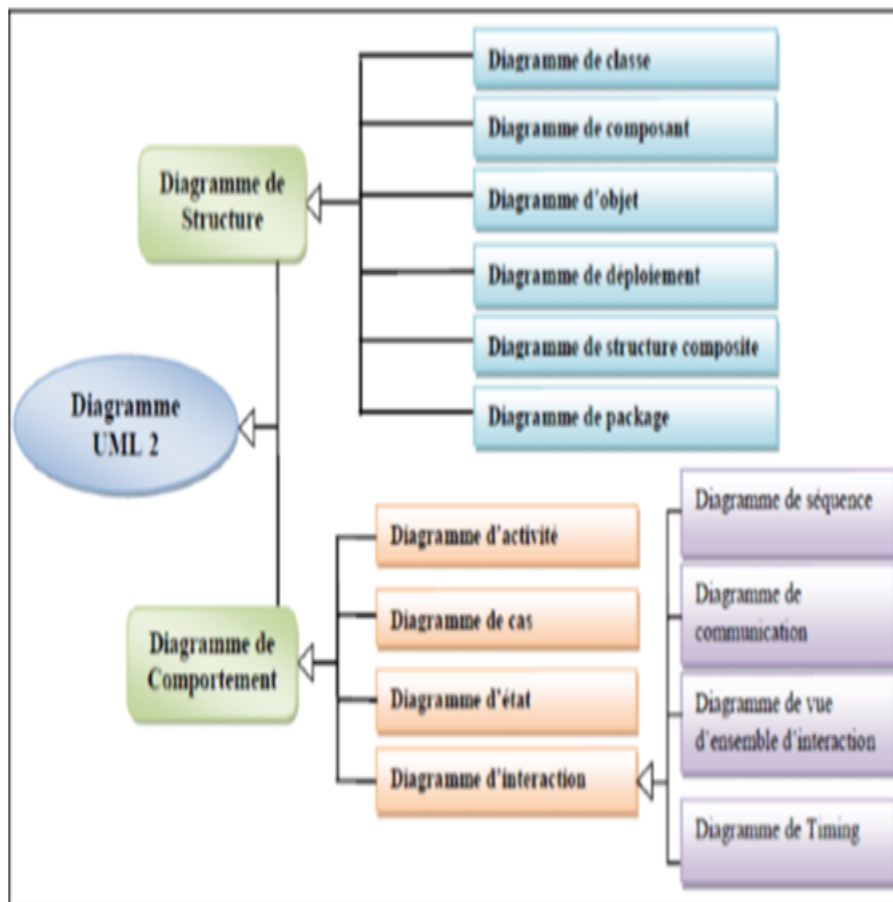 Diagramme de classe
Diagramme de composant
Diagramme de
Structure
Diagramme d'objet
Diagramme de déploiement
Diagramme de structure composite
Diagramme
UML 2
Diagramme de package
Diagramme de séquence
Diagramme d'activité
Diagramme de
communication
Diagramme de cas
Diagramme de
Comportement
Diagramme d'état
Diagramme de vue
d'ensemble d'interaction
Diagramme d'interaction
Diagramme de Timing